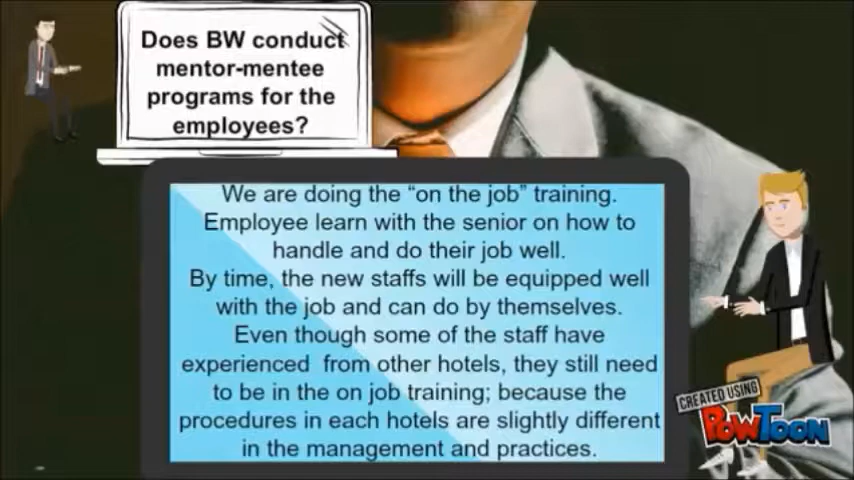 Does BW conduct
mentor-mentee
programs for the
employees?
We are doing the “on the job” training.
Employee learn with the senior on how to
handle and do their job well.
By time, the new staffs will be equipped well
with the job and can do by themselves.
Even though some of the staff have
experienced from other hotels, they still need
to be in the on job training; because the
procedures in each hotels are slightly different
in the management and practices.
CREATED USING
POWTOON